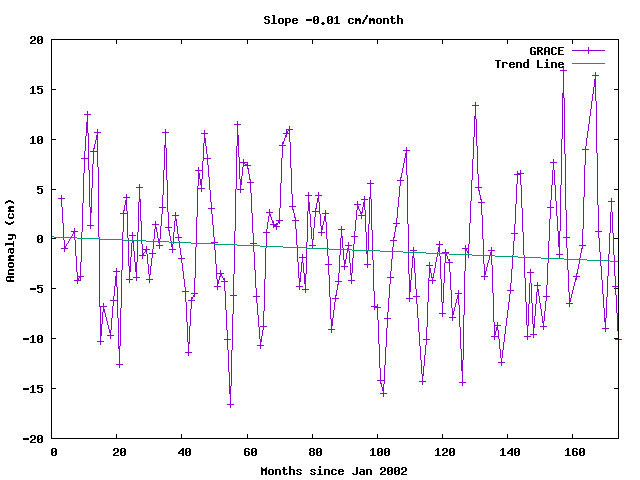 Slope -0.01 cm/month
GRACE
Trend Line
20
15
10
5
0
-5
-10
-15
-20
Anomaly (cm)
0 20 40 60 80 100 120 140 160
Months since Jan 2002